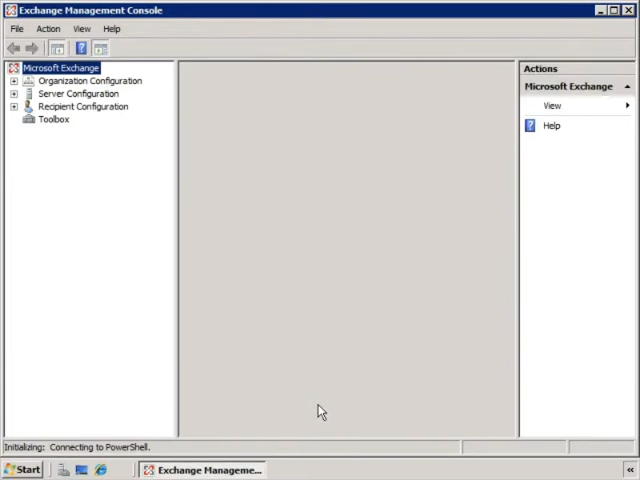 Exchange Management Console
File Action View Help
Microsoft Exchange
Organization Configuration
Server Configuration
Recipient Configuration
Toolbox
Actions
Microsoft Exchange
View
Help
Initializing: Connecting to PowerShell.
Start
Exchange Manageme...